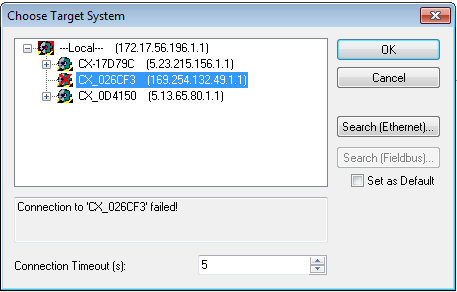 Choose Target System
---Local---    (172.17.56.196.1.1)
CX-17D79C    (5.23.215.156.1.1)
CX_026CF3    (169.254.132.49.1.1)
CX_0D4150    (5.13.65.80.1.1)
OK
Cancel
Search (Ethernet)...
Search (Fieldbus)...
Set as Default
Connection to 'CX_026CF3' failed!
Connection Timeout (s):
5